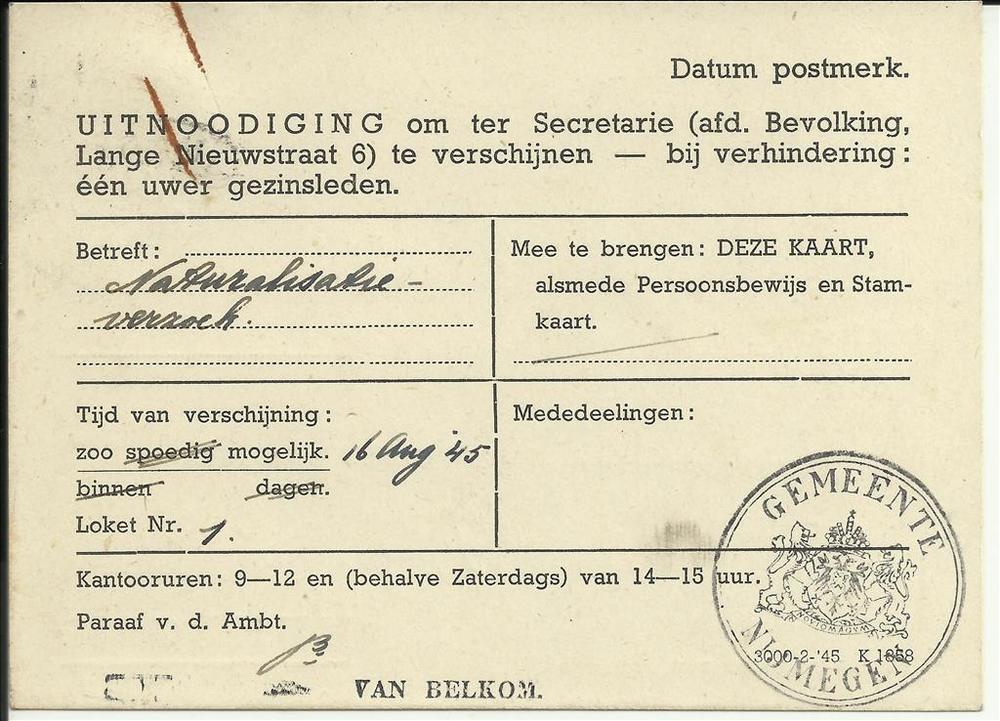 Datum postmerk.
UITNOODIGING om ter Secretarie (afd. Bevolking,
Lange Nieuwstraat 6) te verschijnen — bij verhindering:
één uwer gezinsleden.
Betreft:
Naturalisatie-
verzoek.
Mee te brengen: DEZE KAART,
alsmede Persoonsbewijs en Stam-
kaart.
Tijd van verschijning:
zoo spoedig mogelijk. 16 Aug '45
binnen dagen.
Loket Nr. 1.
Mededeelingen:
Kantooruren: 9—12 en (behalve Zaterdags) van 14—15 uur.
Paraaf v. d. Ambt.
VAN BELKOM.
GEMEENTE
NIJMEGEN
3000-2-'45 K 1858